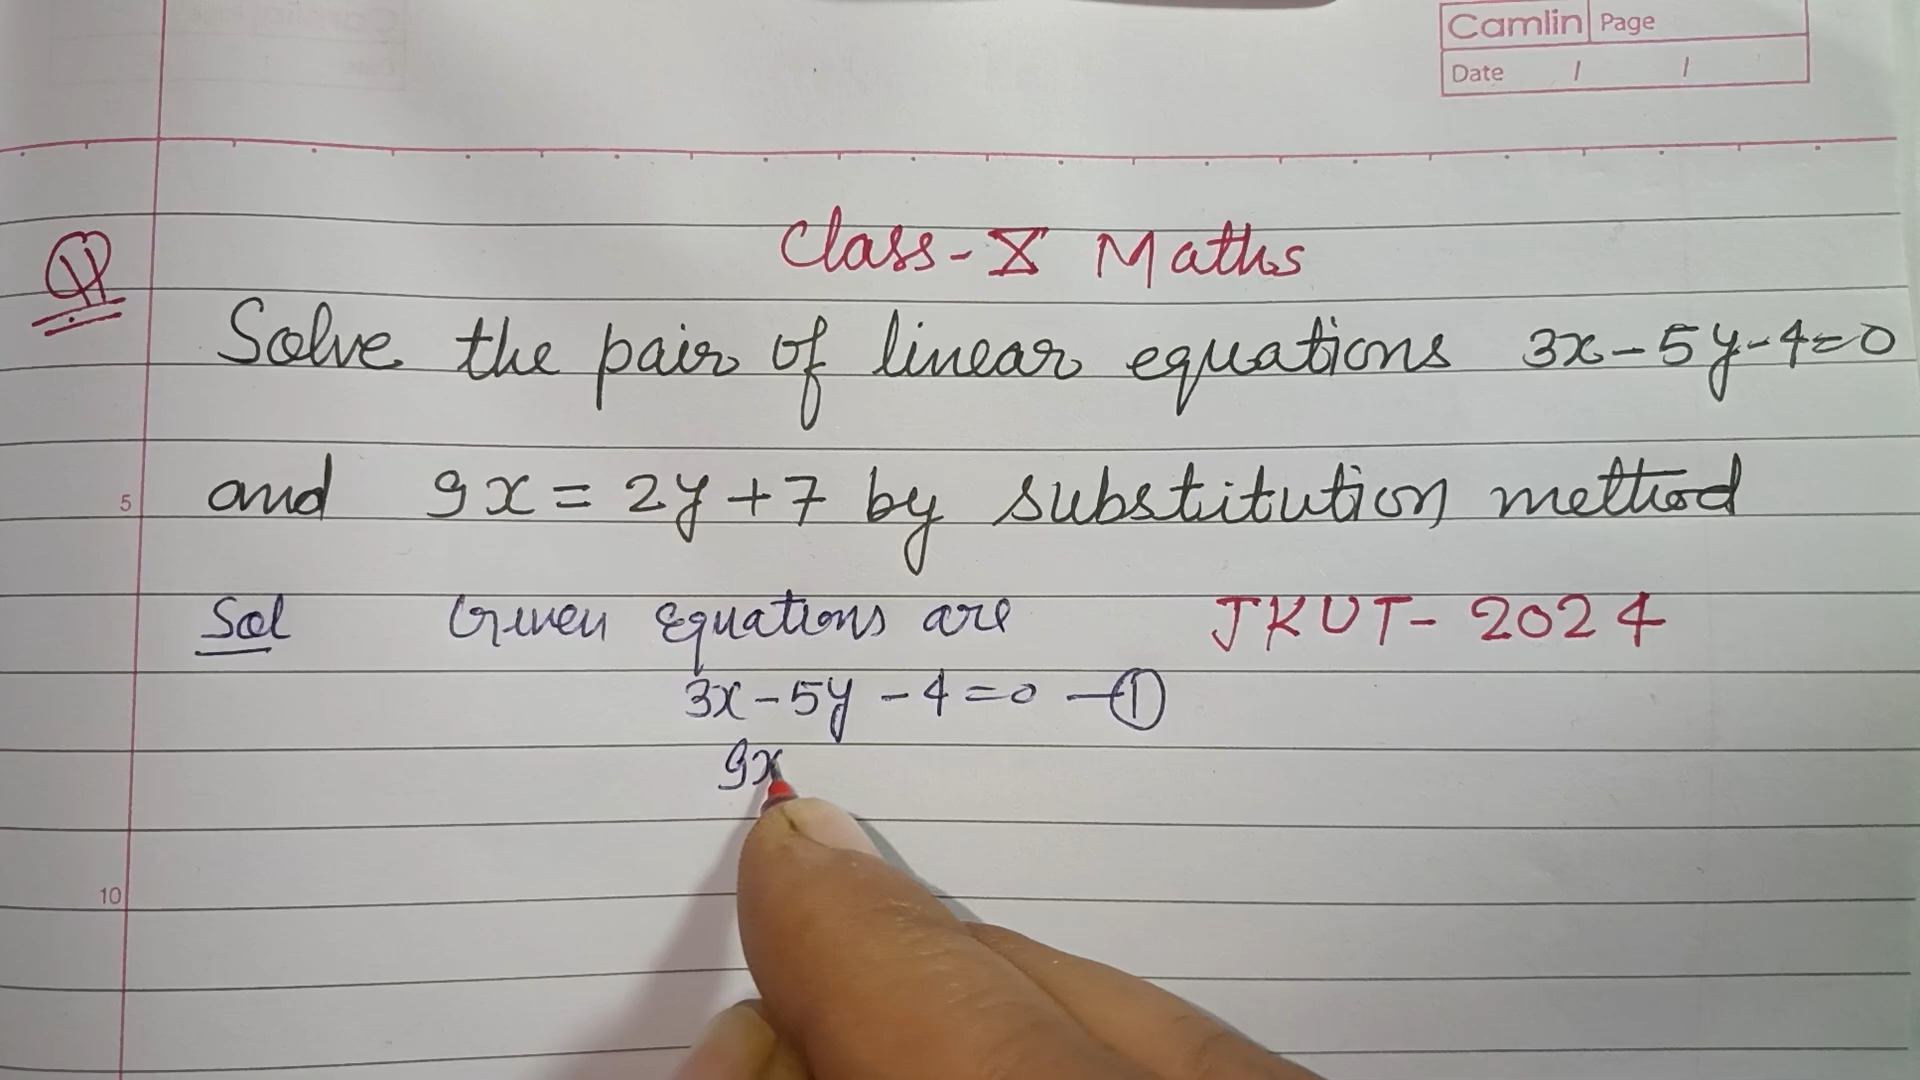 Camlin Page
Date / /
Class-X Maths
Q1 Solve the pair of linear equations 3x-5y-4=0
5 and 9x = 2y+7 by substitution method
Sol Given equations are JKUT- 2024
3x-5y-4=0 —①
9x
10